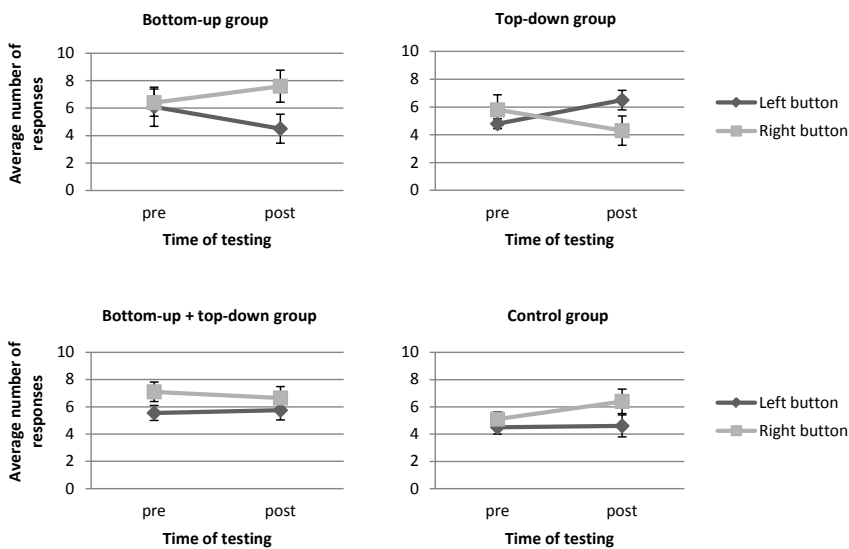 Bottom-up group
Average number of
responses
10
8
6
4
2
0
pre post
Time of testing
Top-down group
10
8
6
4
2
0
pre post
Time of testing
Left button
Right button
Bottom-up + top-down group
Average number of
responses
10
8
6
4
2
0
pre post
Time of testing
Control group
10
8
6
4
2
0
pre post
Time of testing
Left button
Right button